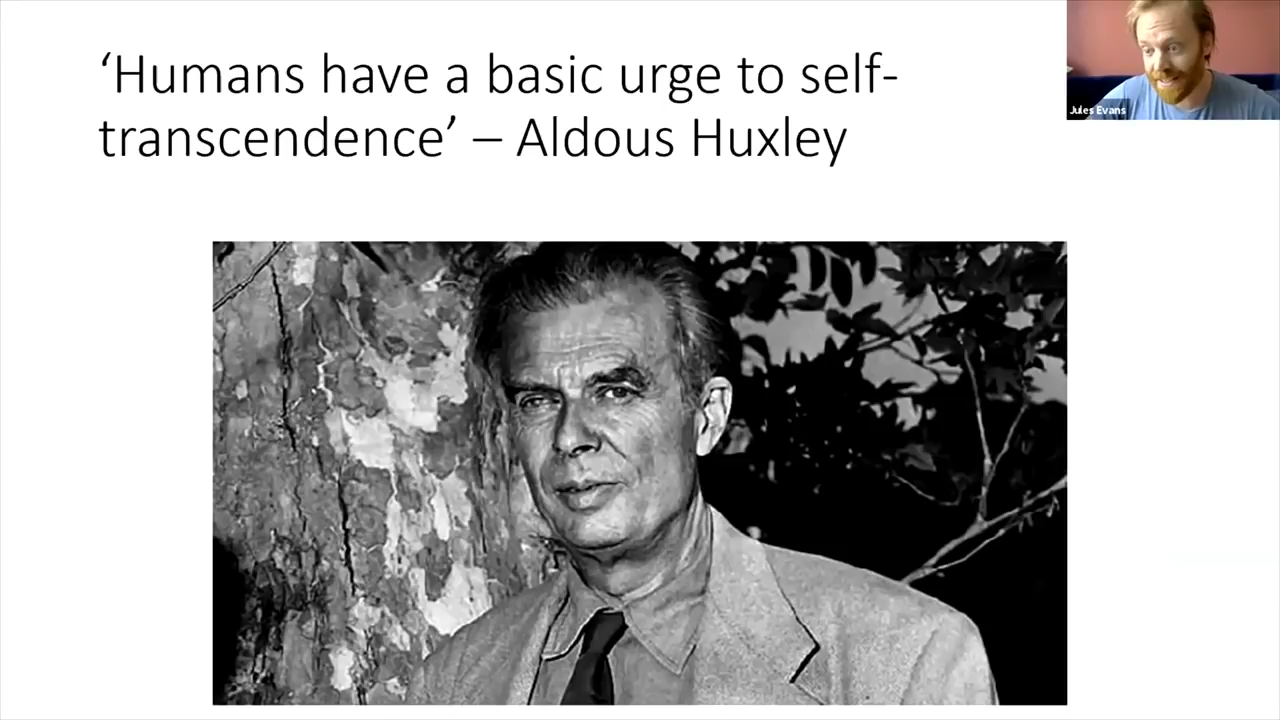 ‘Humans have a basic urge to self-
transcendence’ – Aldous Huxley
Jules Evans